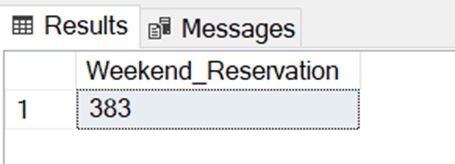 Results Messages
Weekend_Reservation
1 383